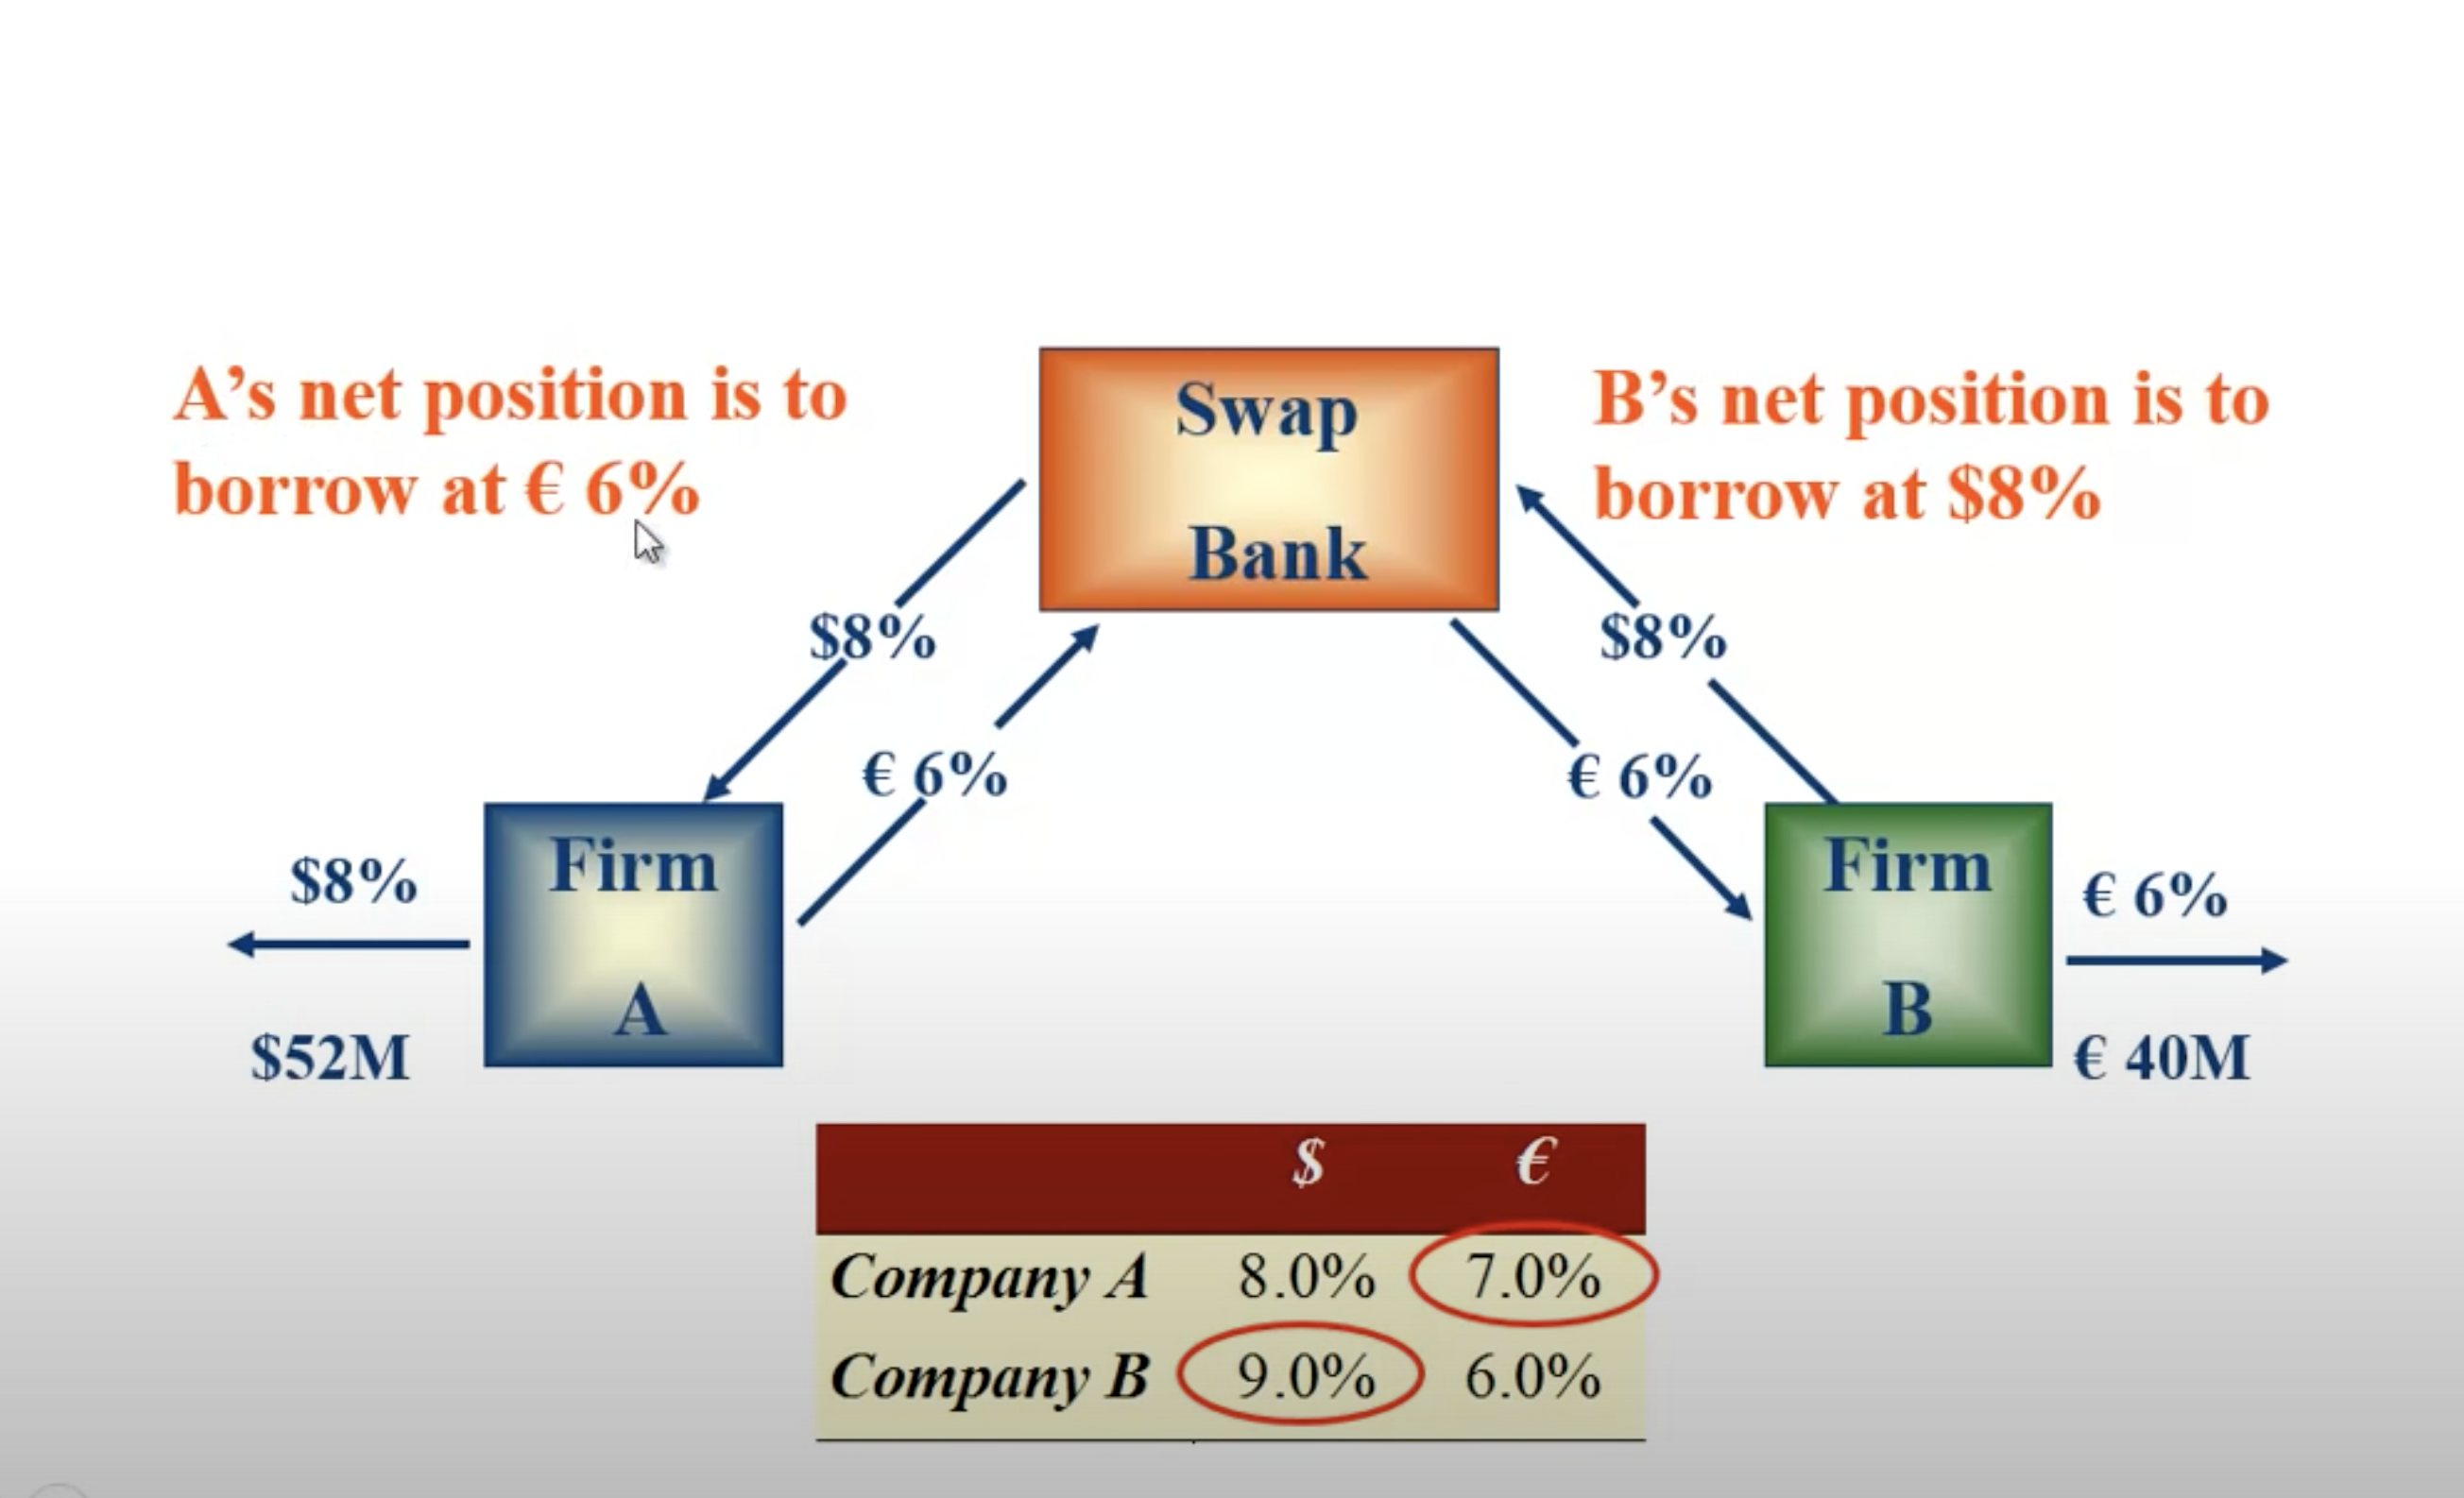 A’s net position is to
borrow at € 6%
Swap
Bank
B’s net position is to
borrow at $8%
$8%
€ 6%
$8%
€ 6%
$8%
$52M
Firm
A
Firm
B
€ 6%
€ 40M
$ €
Company A 8.0% 7.0%
Company B 9.0% 6.0%